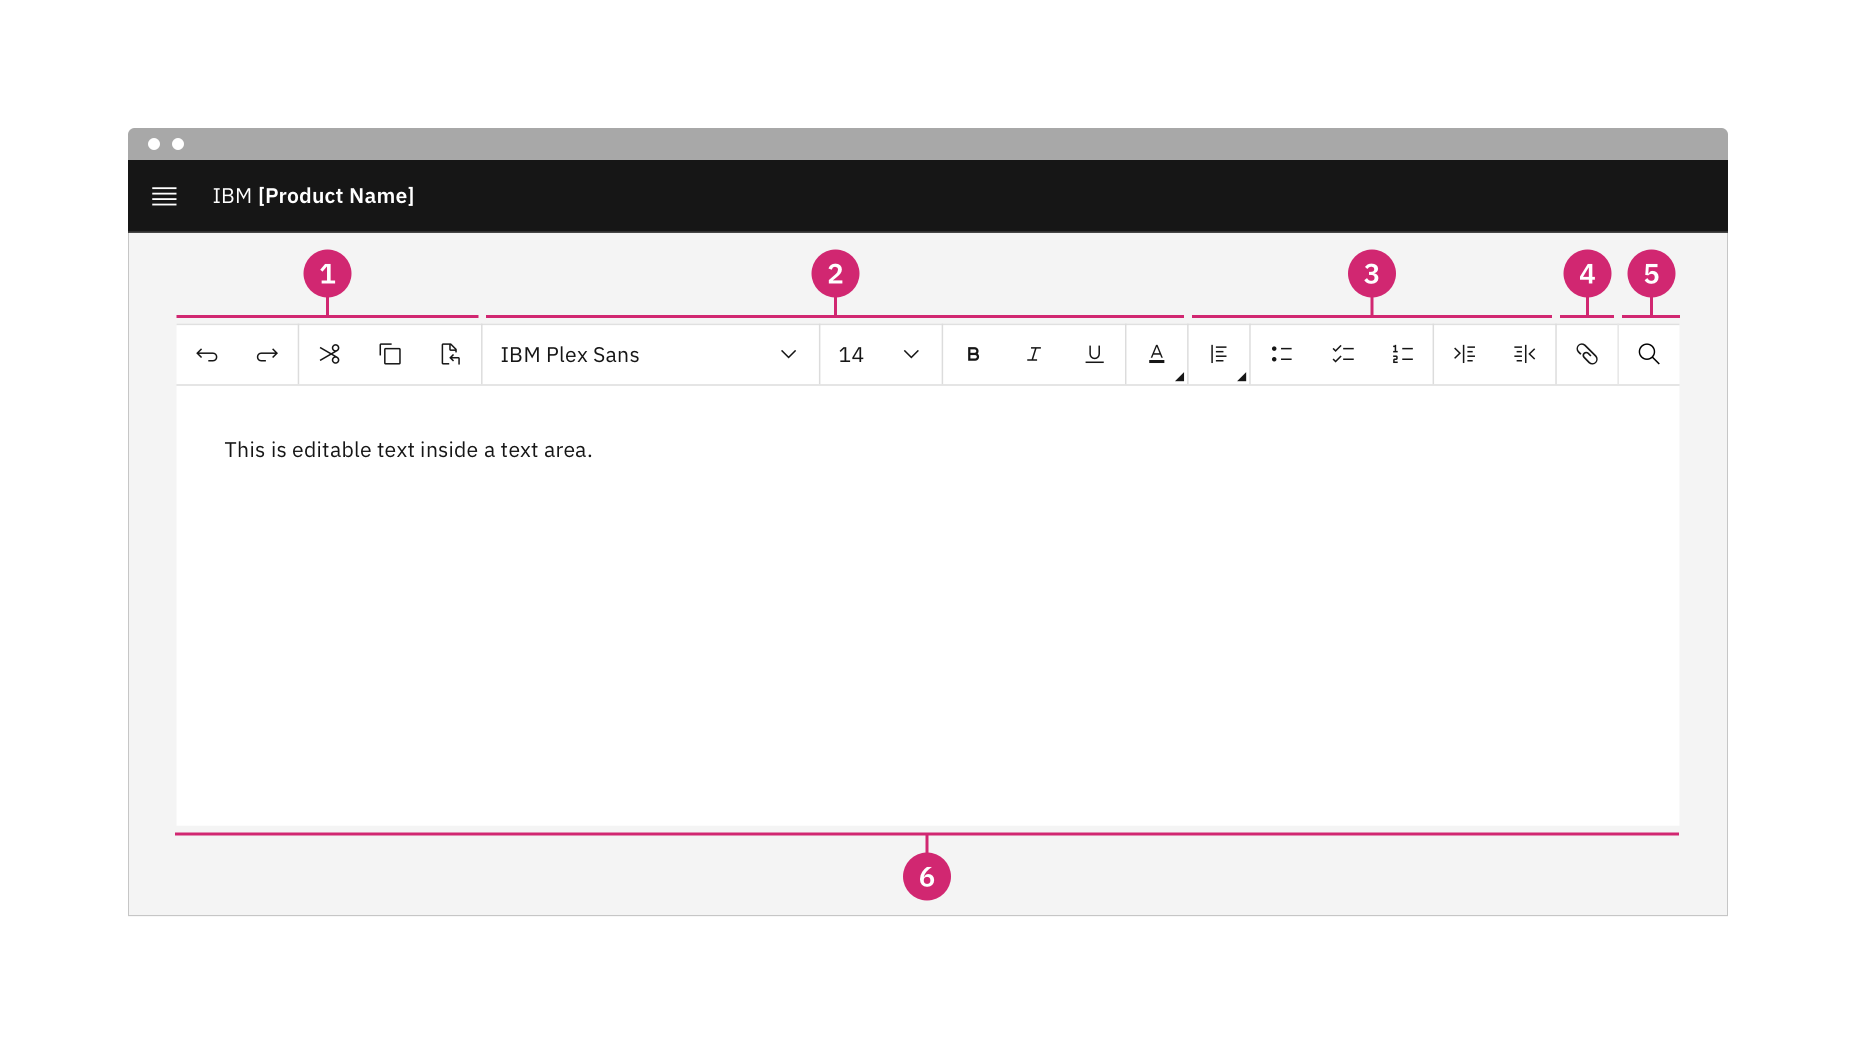 IBM [Product Name]
1 2 3 4 5
IBM Plex Sans 14 B I U A
This is editable text inside a text area.
6